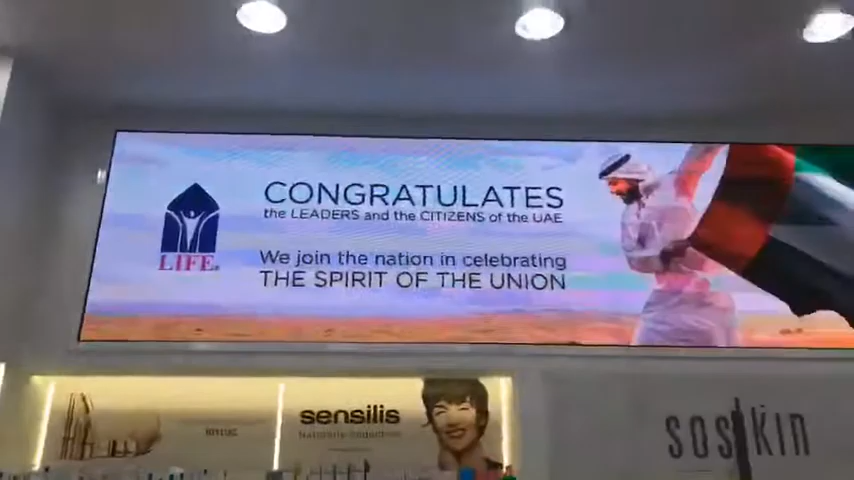 CONGRATULATES
the LEADERS and the CITIZENS of the UAE
LIFE
We join the nation in celebrating
THE SPIRIT OF THE UNION
sensilis
SOSKIN